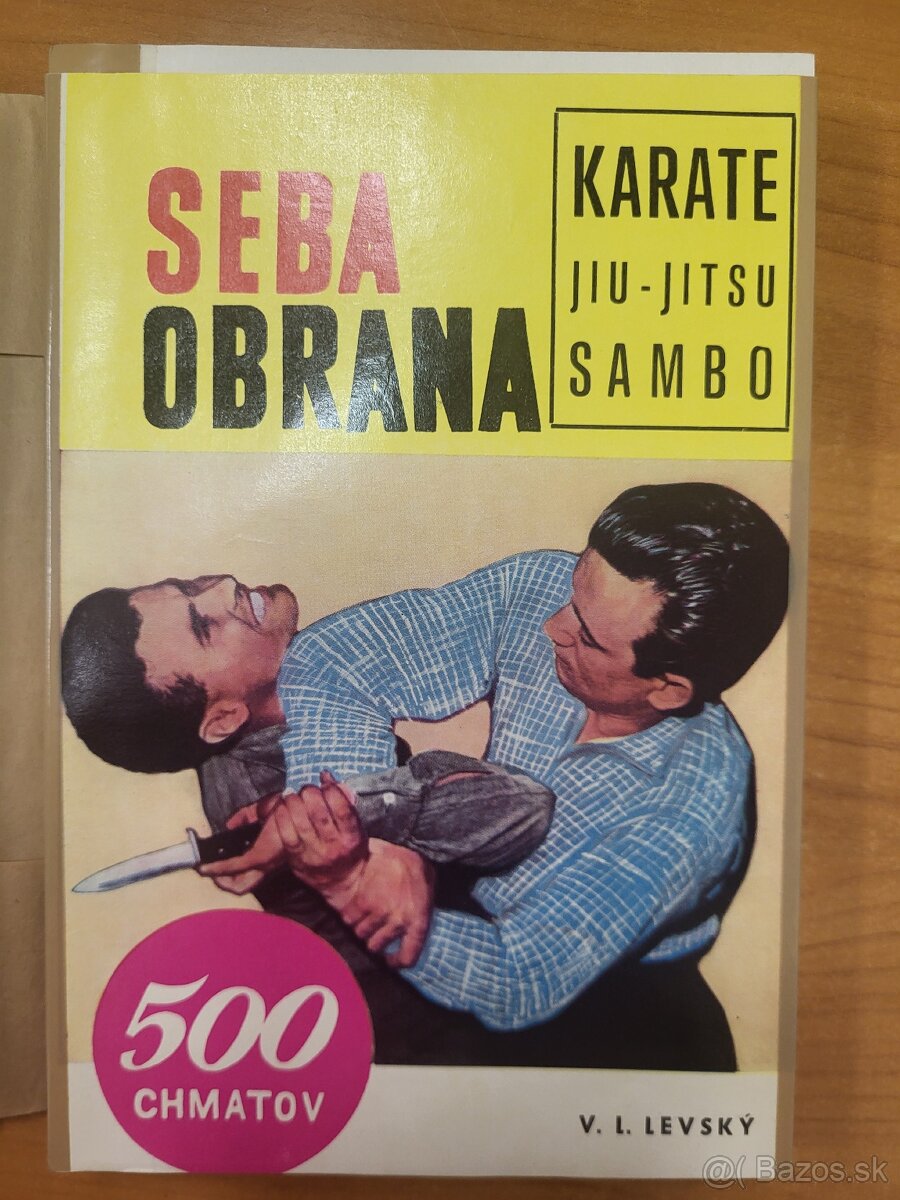 SEBA
OBRANA
KARATE
JIU-JITSU
SAMBO
500
CHMATOV
V. L. LEVSKÝ
@( Bazos.sk